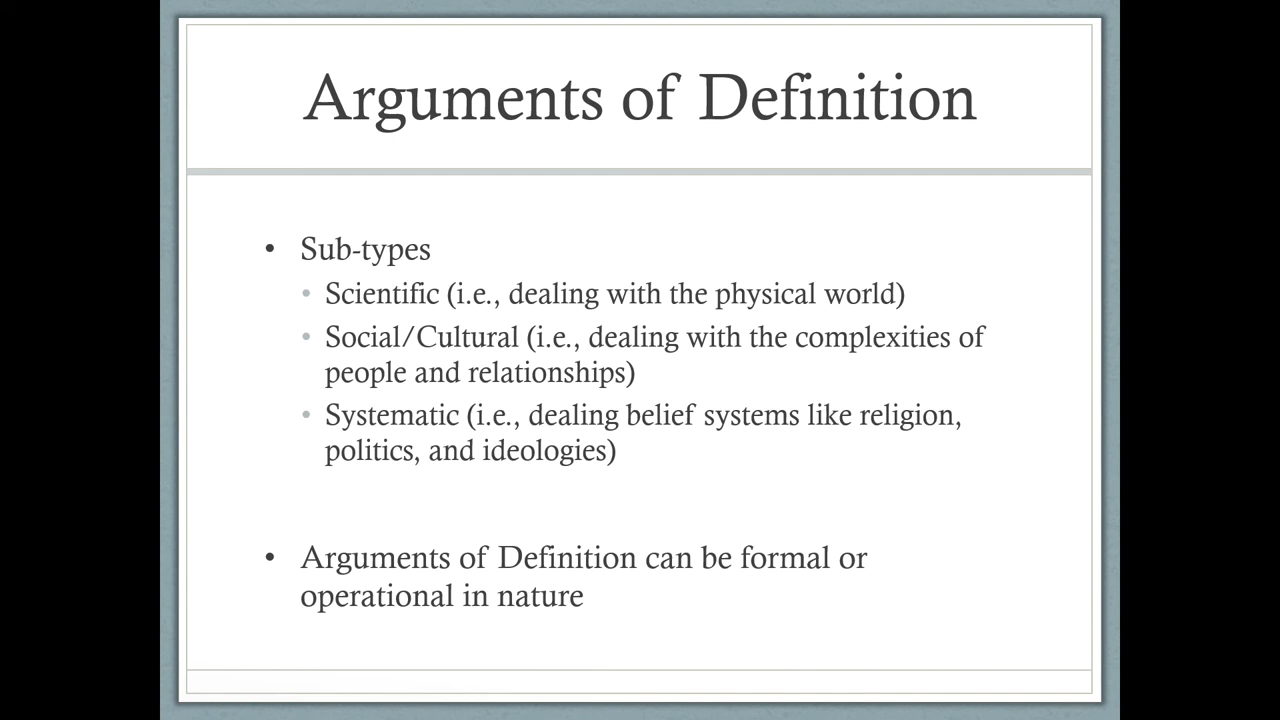 Arguments of Definition
• Sub-types
• Scientific (i.e., dealing with the physical world)
• Social/Cultural (i.e., dealing with the complexities of
people and relationships)
• Systematic (i.e., dealing belief systems like religion,
politics, and ideologies)
• Arguments of Definition can be formal or
operational in nature